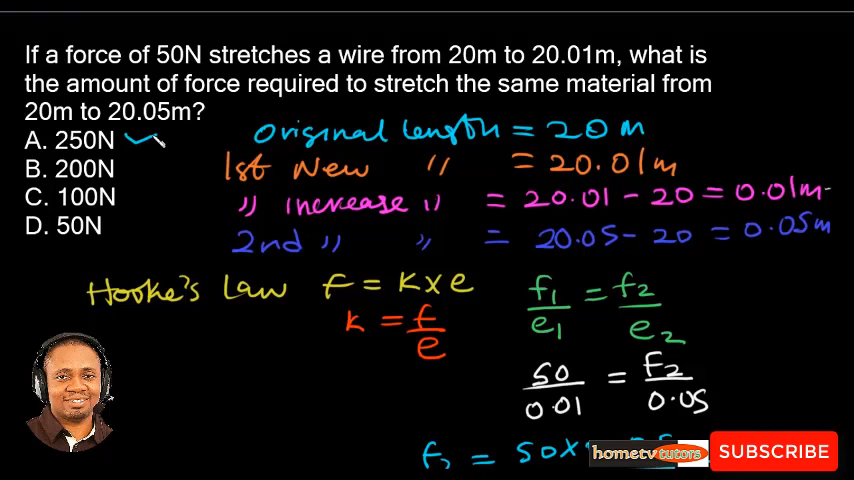 If a force of 50N stretches a wire from 20m to 20.01m, what is
the amount of force required to stretch the same material from
20m to 20.05m?
A. 250N
B. 200N
C. 100N
D. 50N
Original length = 20m
1st New " = 20.01m
" increase " = 20.01 - 20 = 0.01m
2nd " " = 20.05 - 20 = 0.05m
Hooke's Law F = K x e
K = f/e
f1/e1 = f2/e2
50/0.01 = F2/0.05
f2 = 50 x
hometvtutors
SUBSCRIBE